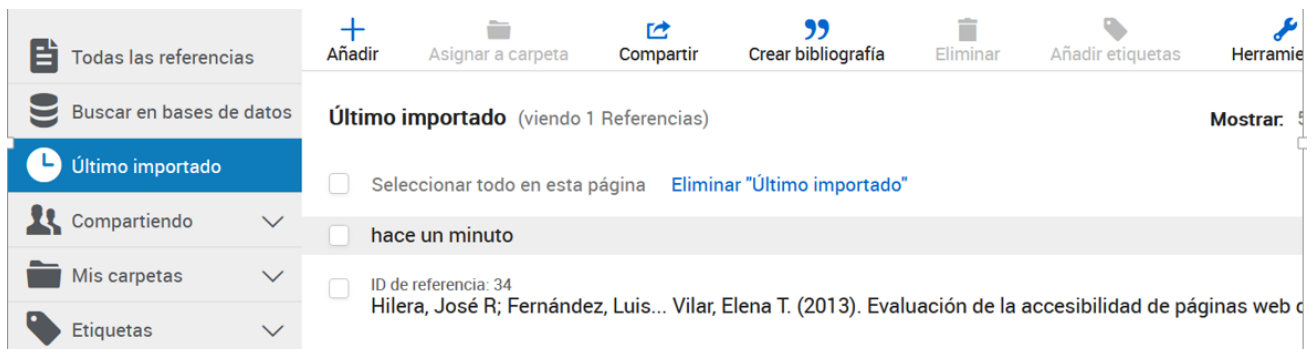 Todas las referencias
Buscar en bases de datos
Último importado
Compartiendo
Mis carpetas
Etiquetas
Añadir Asignar a carpeta Compartir Crear bibliografía Eliminar Añadir etiquetas Herramie
Último importado (viendo 1 Referencias) Mostrar:
Seleccionar todo en esta página Eliminar "Último importado"
hace un minuto
ID de referencia: 34
Hilera, José R; Fernández, Luis... Vilar, Elena T. (2013). Evaluación de la accesibilidad de páginas web